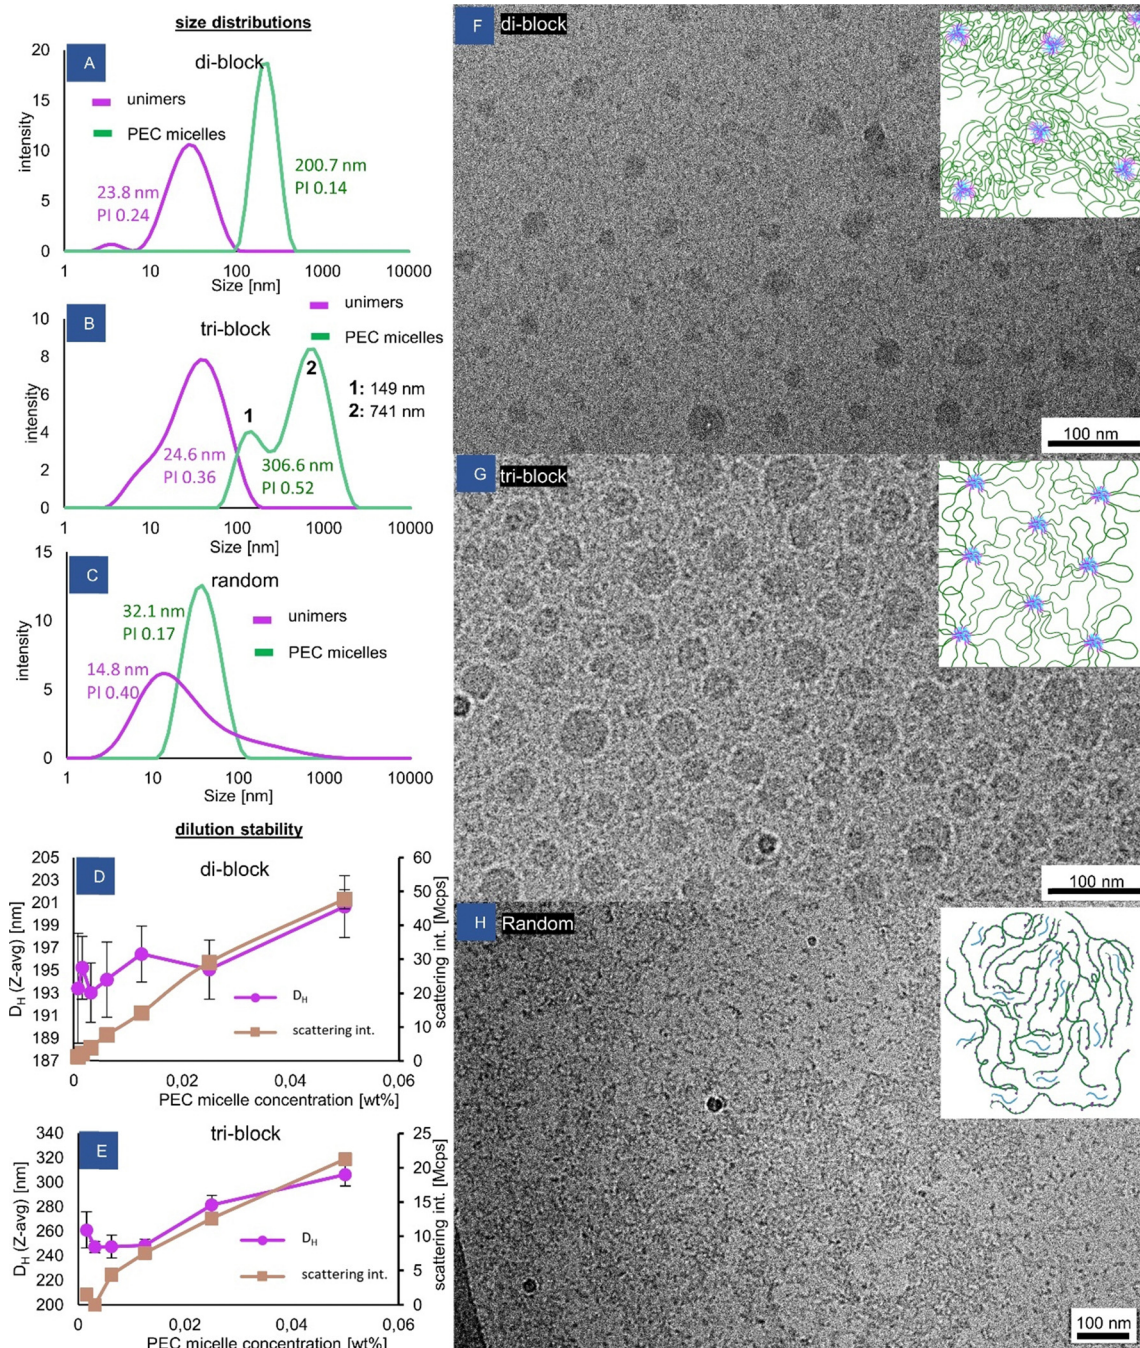 size distributions
A
di-block
unimers
PEC micelles
intensity
20
15
10
5
0
23.8 nm
PI 0.24
200.7 nm
PI 0.14
1
10
100
1000
10000
Size [nm]
B
tri-block
unimers
PEC micelles
intensity
10
8
6
4
2
0
1
2
1: 149 nm
2: 741 nm
24.6 nm
PI 0.36
306.6 nm
PI 0.52
1
10
100
1000
10000
Size [nm]
C
random
unimers
PEC micelles
intensity
15
10
5
0
32.1 nm
PI 0.17
14.8 nm
PI 0.40
1
10
100
1000
10000
Size [nm]
dilution stability
D
di-block
D_H (Z-avg) [nm]
205
203
201
199
197
195
193
191
189
187
60
50
40
30
20
10
0
scattering int. [Mcps]
D_H
scattering int.
0
0,02
0,04
0,06
PEC micelle concentration [wt%]
E
tri-block
D_H (Z-avg) [nm]
340
320
300
280
260
240
220
200
25
20
15
10
5
0
scattering int. [Mcps]
D_H
scattering int.
0
0,02
0,04
0,06
PEC micelle concentration [wt%]
F
di-block
100 nm
G
tri-block
100 nm
H
Random
100 nm